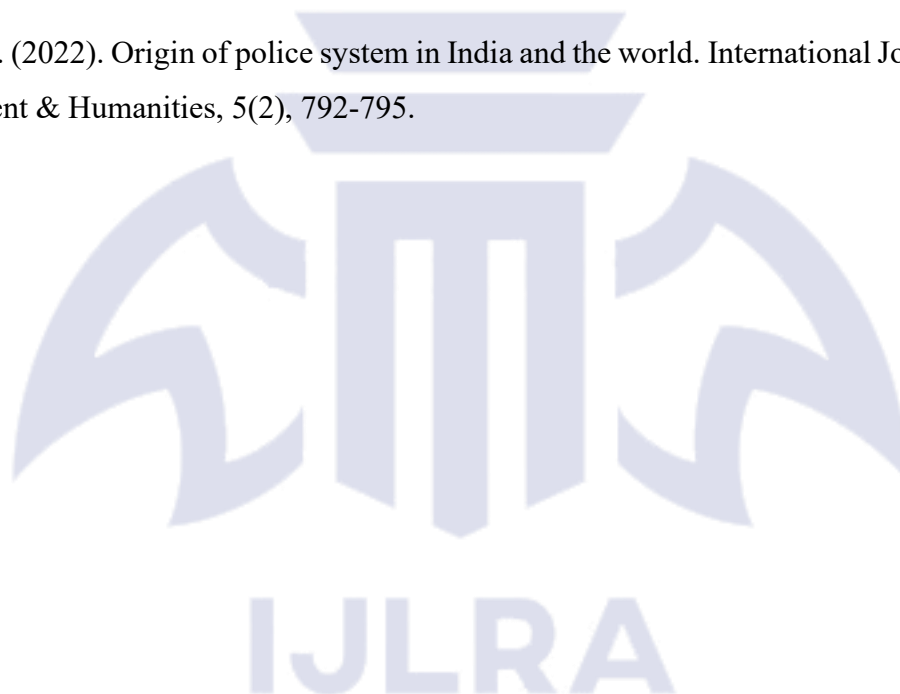 . (2022). Origin of police system in India and the world. International Jo
ent & Humanities, 5(2), 792-795.
IJLRA